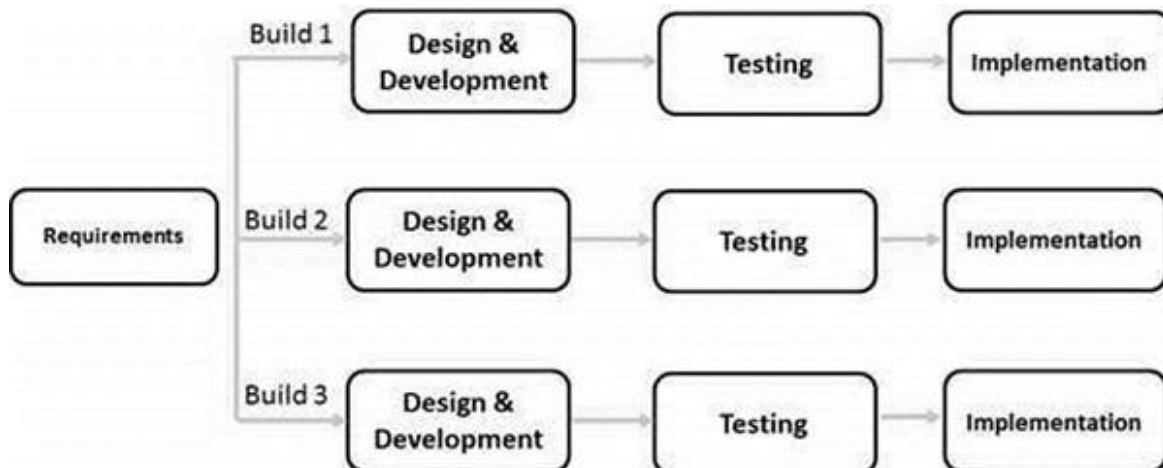 Build 1
Design &
Development
Testing
Implementation
Requirements
Build 2
Design &
Development
Testing
Implementation
Build 3
Design &
Development
Testing
Implementation